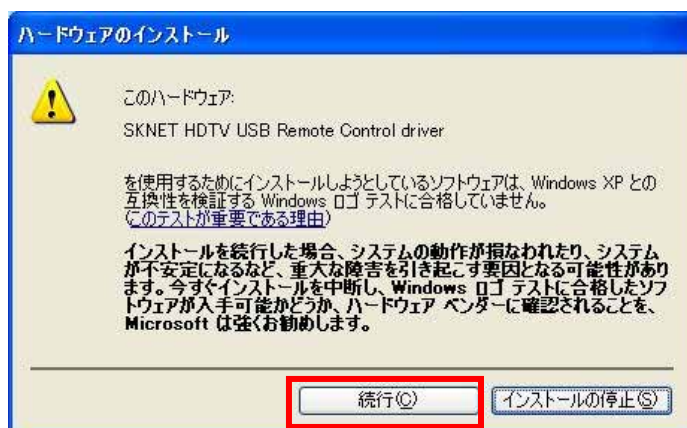 ハードウェアのインストール
このハードウェア:
SKNET HDTV USB Remote Control driver
を使用するためにインストールしようとしているソフトウェアは、Windows XP との
互換性を検証する Windows ロゴ テストに合格していません。
(このテストが重要である理由)
インストールを続行した場合、システムの動作が損なわれたり、システム
が不安定になるなど、重大な障害を引き起こす要因となる可能性があり
ます。今すぐインストールを中断し、Windows ロゴ テストに合格したソフ
トウェアが入手可能かどうか、ハードウェア ベンダーに確認されることを、
Microsoft は強くお勧めします。
続行(C) インストールの停止(S)